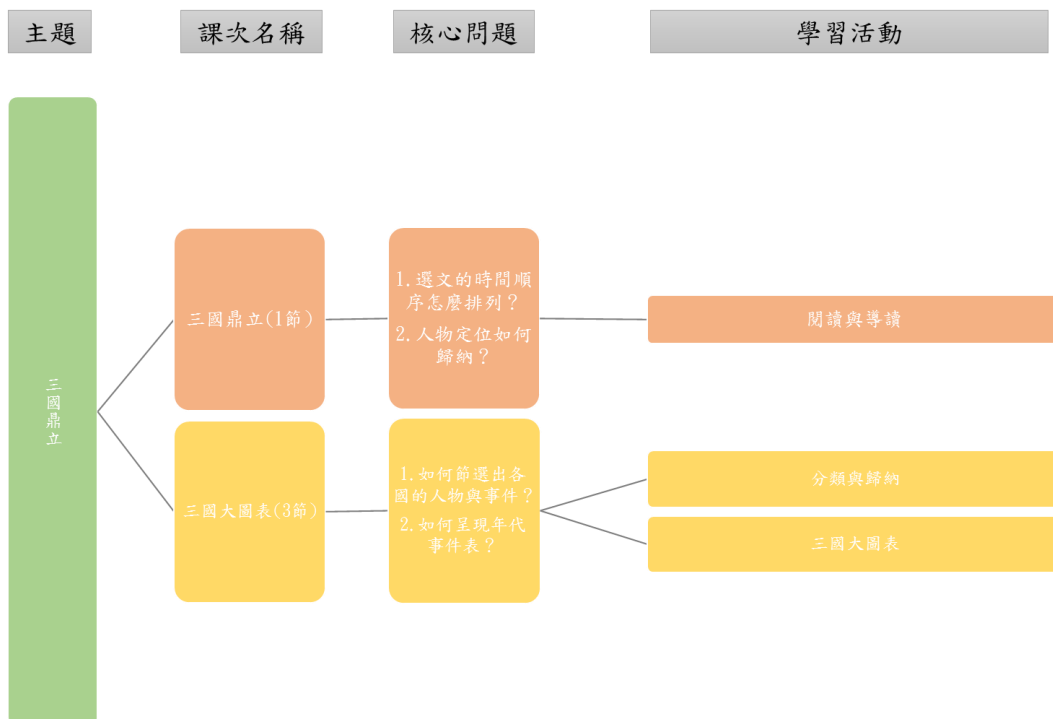 主題
課次名稱
核心問題
學習活動
三國鼎立
三國鼎立(1節)
1.選文的時間順
序怎麼排列？
2.人物定位如何
歸納？
閱讀與導讀
三國大圖表(3節)
1.如何節選出各
國的人物與事件？
2.如何呈現年代
事件表？
分類與歸納
三國大圖表